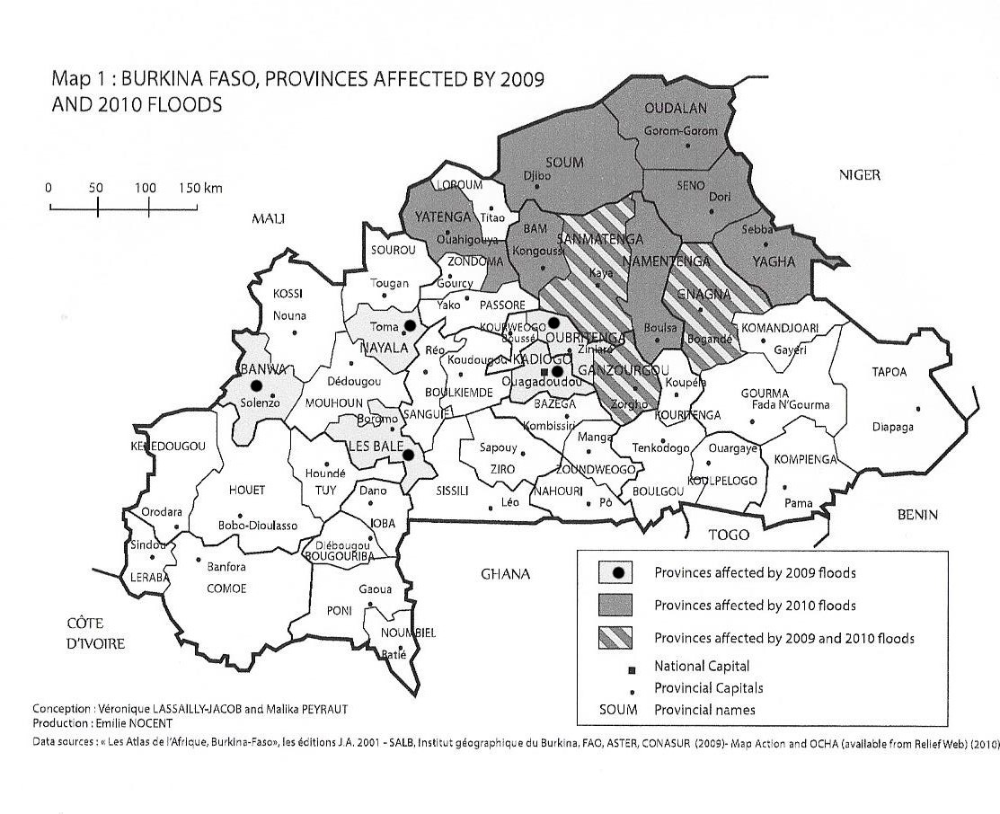 Map 1 : BURKINA FASO, PROVINCES AFFECTED BY 2009
AND 2010 FLOODS
0 50 100 150 km
MALI
NIGER
BENIN
TOGO
GHANA
CÔTE
D'IVOIRE
OUDALAN
Gorom-Gorom
SOUM
Djibo
SENO
Dori
LOROUM
Titao
YATENGA
Ouahigouya
BAM
Kongoussi
SANMATENGA
Kaya
NAMENTENGA
Boulsa
Sebba
YAGHA
GNAGNA
Bogandé
SOUROU
Tougan
ZONDOMA
Gourcy
Yako
PASSORE
KOSSI
Nouna
Toma
NAYALA
KOURWEOGO
Boussé
OUBRITENGA
Ziniaré
KOMANDJOARI
Gayéri
BANWA
Solenzo
Dédougou
MOUHOUN
Réo
Koudougou
KADIOGO
Ouagadoudou
GANZOURGOU
Zorgho
Koupéla
KOURITENGA
TAPOA
Diapaga
GOURMA
Fada N'Gourma
BOULKIEMDE
SANGUIE
BAZEGA
Kombissiri
Boromo
LES BALE
Manga
ZOUNDWEOGO
Tenkodogo
BOULGOU
Ouargaye
KOULPELOGO
KOMPIENGA
Pama
KENEDOUGOU
Orodara
HOUET
Bobo-Dioulasso
Houndé
TUY
Sapouy
ZIRO
SISSILI
Léo
NAHOURI
Pô
Dano
IOBA
Diébougou
BOUGOURIBA
Sindou
LERABA
Banfora
COMOE
Gaoua
PONI
NOUMBIEL
Batié
Provinces affected by 2009 floods
Provinces affected by 2010 floods
Provinces affected by 2009 and 2010 floods
National Capital
Provincial Capitals
SOUM Provincial names
Conception : Véronique LASSAILLY-JACOB and Malika PEYRAUT
Production : Emilie NOCENT
Data sources : « Les Atlas de l'Afrique, Burkina-Faso», les éditions J.A. 2001 - SALB, Institut géographique du Burkina, FAO, ASTER, CONASUR (2009)- Map Action and OCHA (available from Relief Web) (2010)